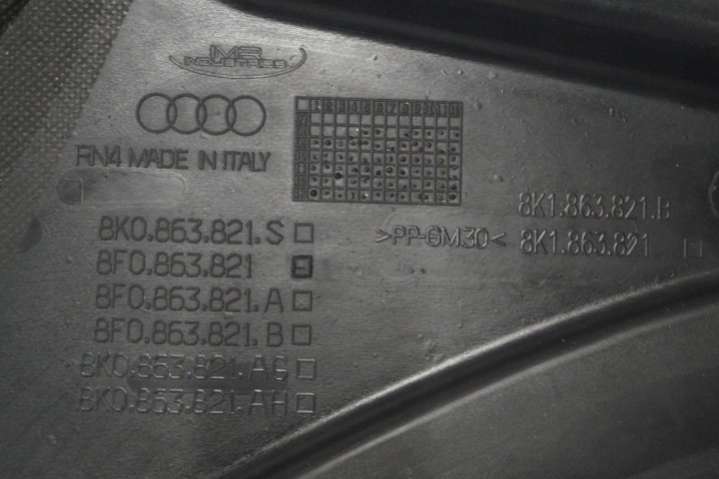 IMR
INDUSTRIES
RN4 MADE IN ITALY
8K1.863.821.B
>PP-GM30< 8K1.863.821
8K0.863.821.S
8F0.863.821
8F0.863.821.A
8F0.863.821.B
8K0.863.821.AG
8K0.863.821.AH